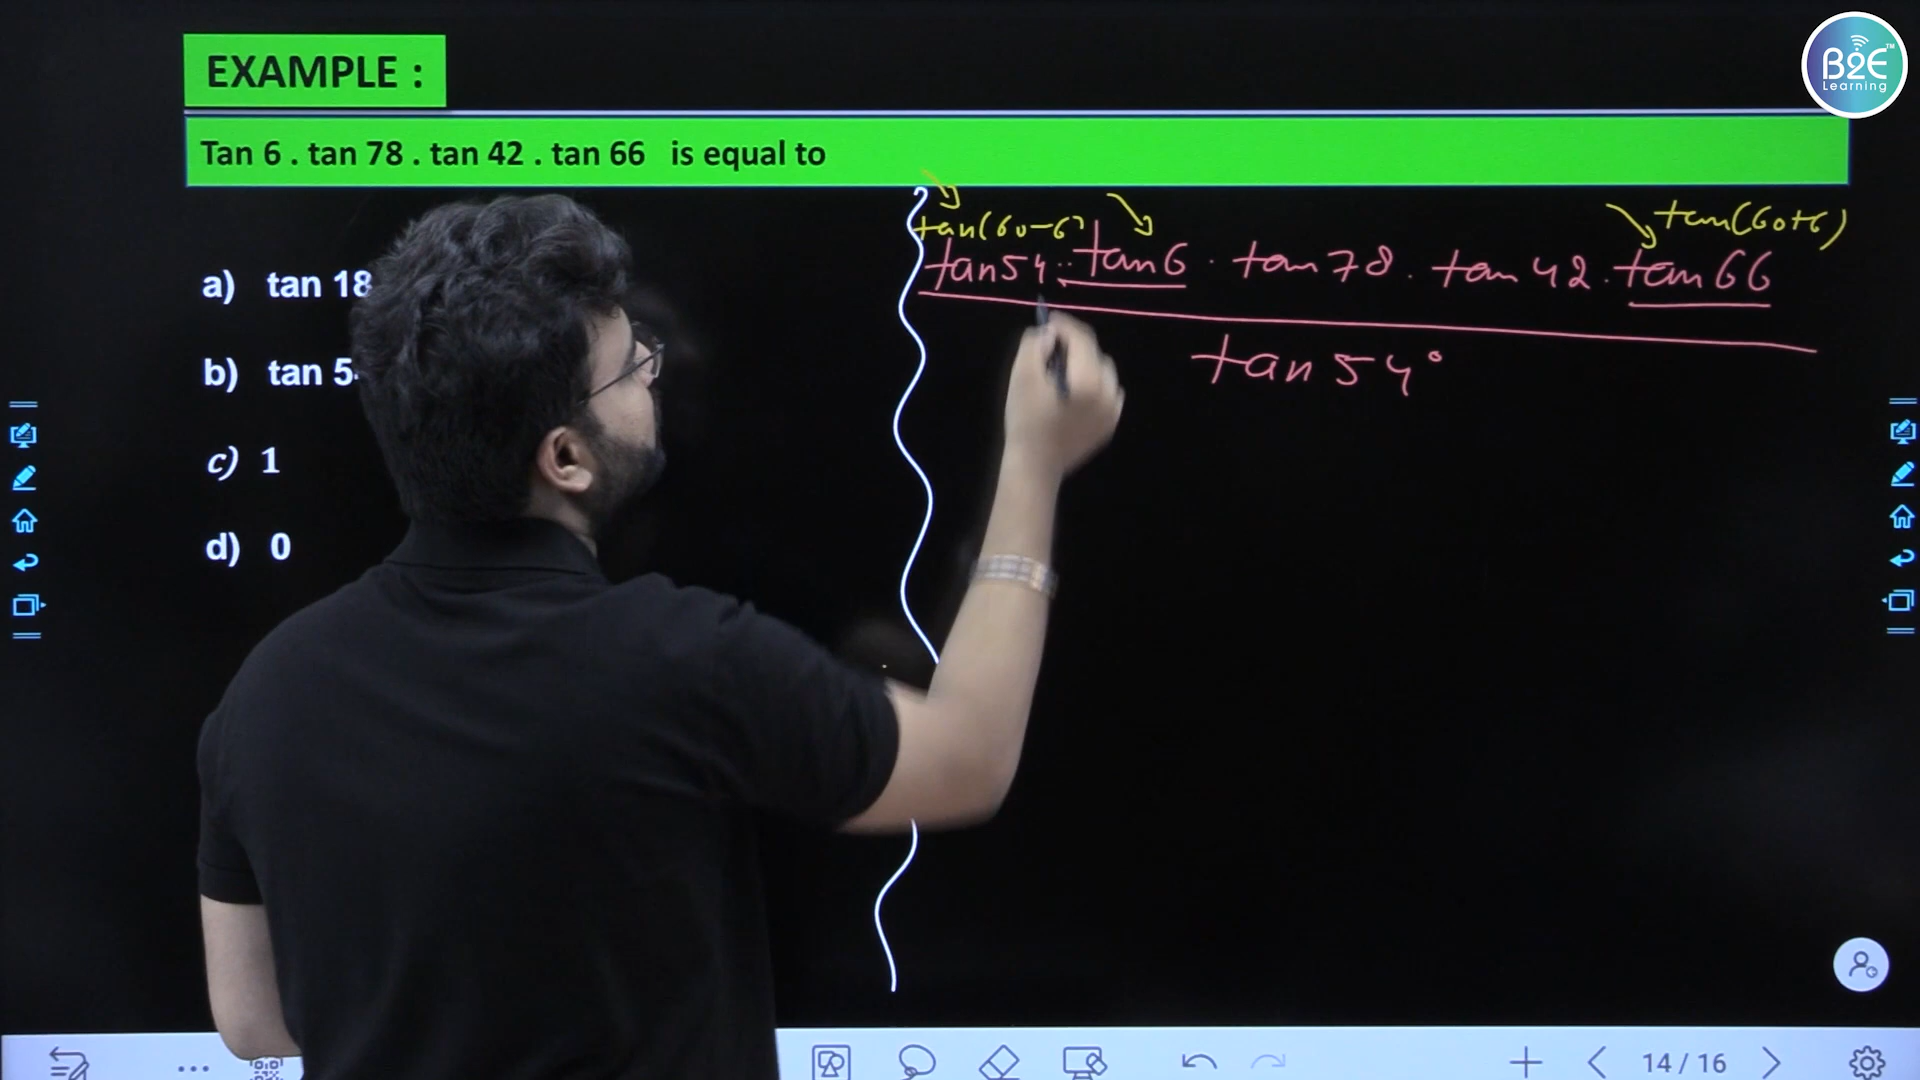 B2E
TM
Learning
EXAMPLE :
Tan 6 . tan 78 . tan 42 . tan 66 is equal to
tan(60-6)
tan(60+6)
tan54 . tan6 . tan78 . tan42 . tan66
tan54°
a) tan 18
b) tan 5
c) 1
d) 0
14 / 16